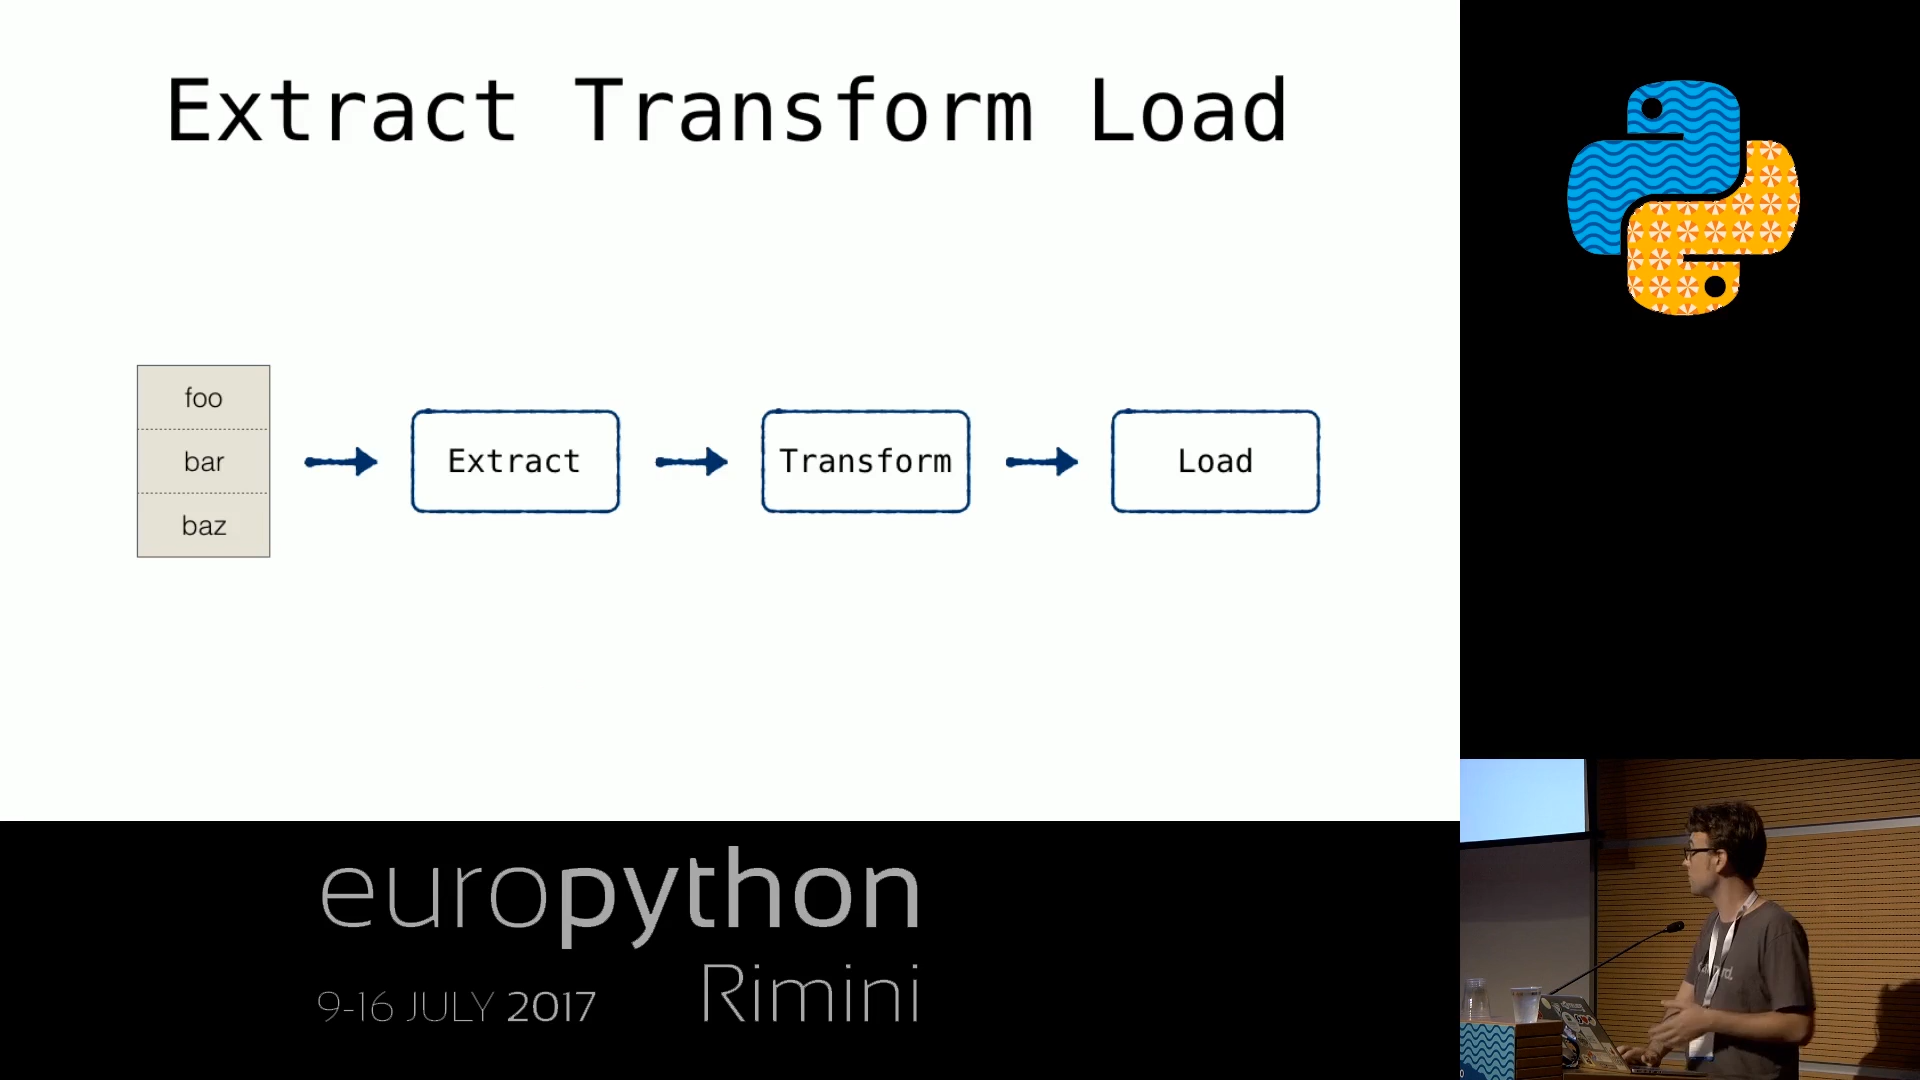 Extract Transform Load
foo
bar
baz
Extract
Transform
Load
europython
9-16 JULY 2017
Rimini